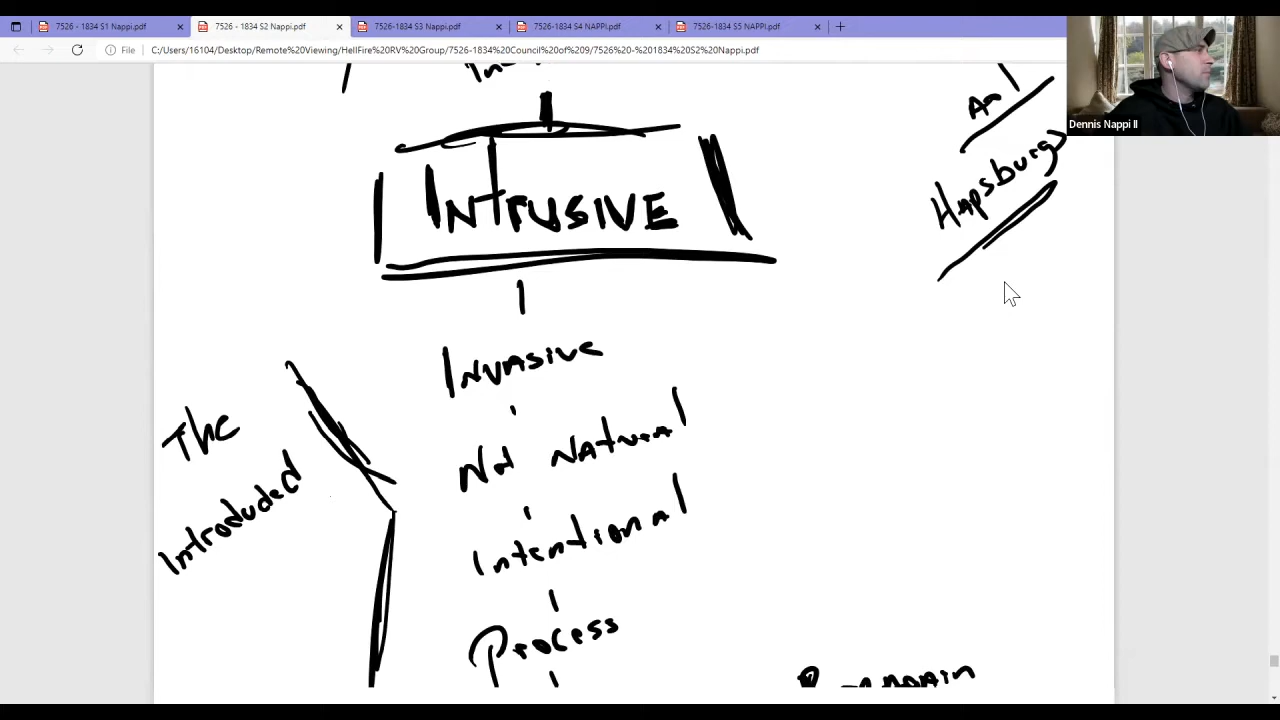 7526 - 1834 S1 Nappi.pdf
7526 - 1834 S2 Nappi.pdf
7526-1834 S3 Nappi.pdf
7526-1834 S4 NAPPI.pdf
7526-1834 S5 NAPPI.pdf
File
C:/Users/16104/Desktop/Remote%20Viewing/HellFire%20RV%20Group/7526-1834%20Council%20of%209/7526%20-%201834%20S2%20Nappi.pdf
Dennis Nappi II
INTRUSIVE
Hapsburg
Invasive
Not Natural
The
Introduced
Intentional
Process